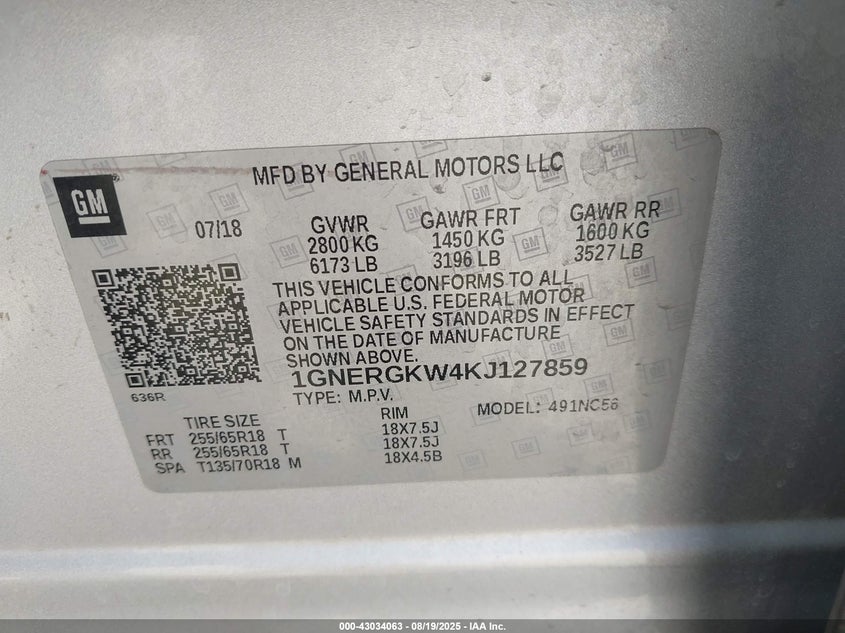 MFD BY GENERAL MOTORS LLC
GM
07/18
GVWR GAWR FRT GAWR RR
2800 KG 1450 KG 1600 KG
6173 LB 3196 LB 3527 LB
THIS VEHICLE CONFORMS TO ALL
APPLICABLE U.S. FEDERAL MOTOR
VEHICLE SAFETY STANDARDS IN EFFECT
ON THE DATE OF MANUFACTURE
SHOWN ABOVE.
1GNERGKW4KJ127859
636R
TYPE: M.P.V. MODEL: 491NC56
TIRE SIZE RIM
FRT 255/65R18 T 18X7.5J
RR 255/65R18 T 18X7.5J
SPA T135/70R18 M 18X4.5B
000-43034063 - 08/19/2025 - IAA Inc.